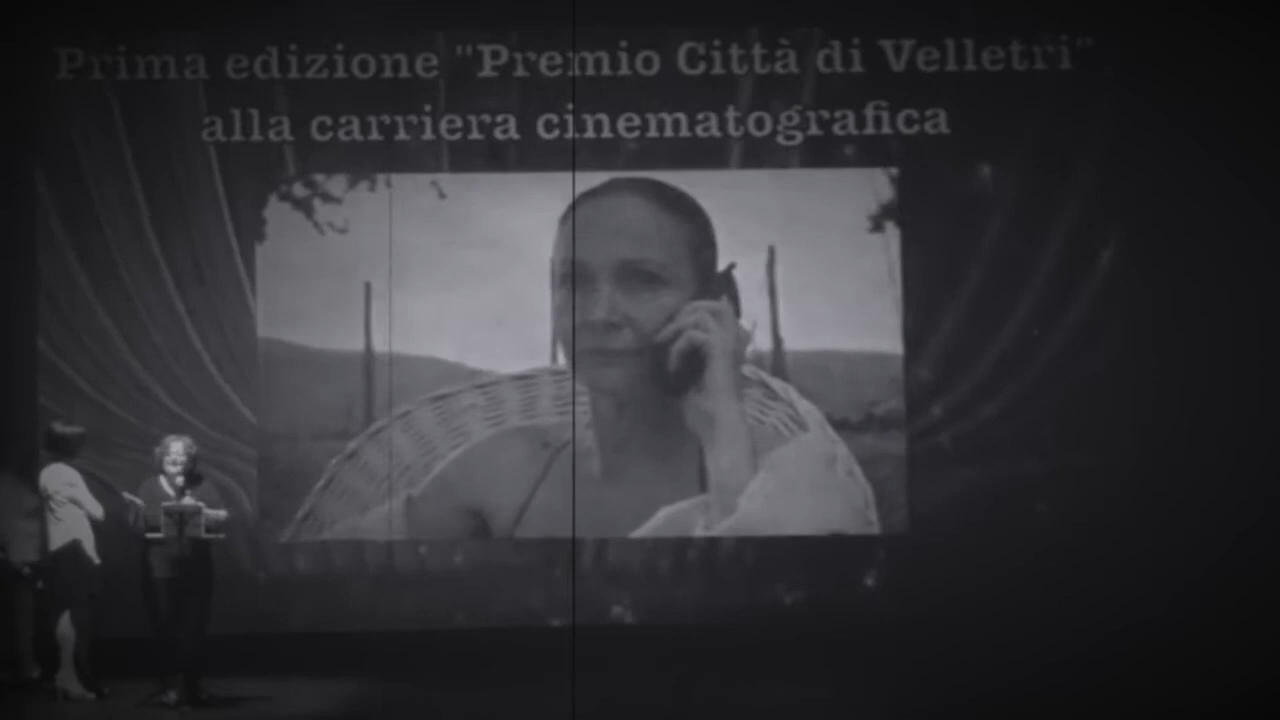 Prima edizione "Premio Città di Velletri"
alla carriera cinematografica